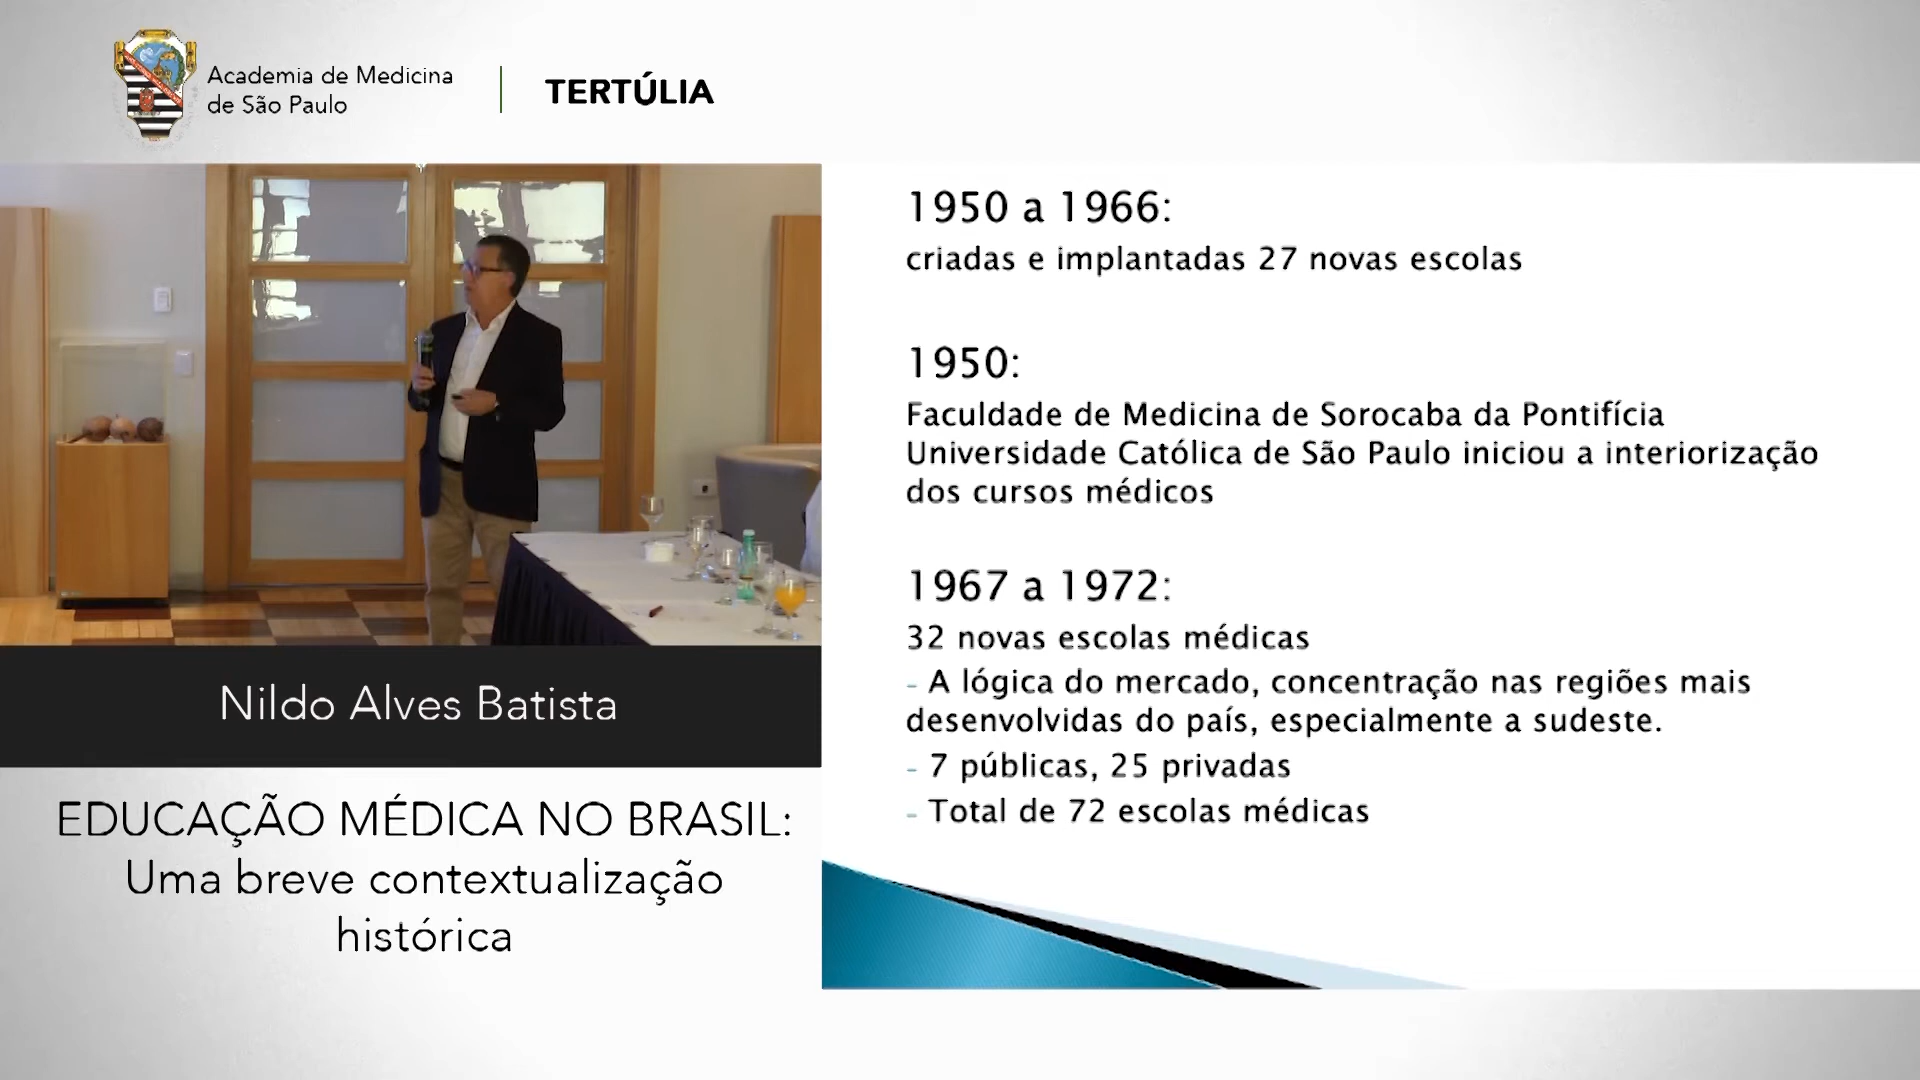 Academia de Medicina
de São Paulo
TERTÚLIA
1950 a 1966:
criadas e implantadas 27 novas escolas
1950:
Faculdade de Medicina de Sorocaba da Pontifícia
Universidade Católica de São Paulo iniciou a interiorização
dos cursos médicos
1967 a 1972:
32 novas escolas médicas
- A lógica do mercado, concentração nas regiões mais
desenvolvidas do país, especialmente a sudeste.
- 7 públicas, 25 privadas
- Total de 72 escolas médicas
Nildo Alves Batista
EDUCAÇÃO MÉDICA NO BRASIL:
Uma breve contextualização
histórica